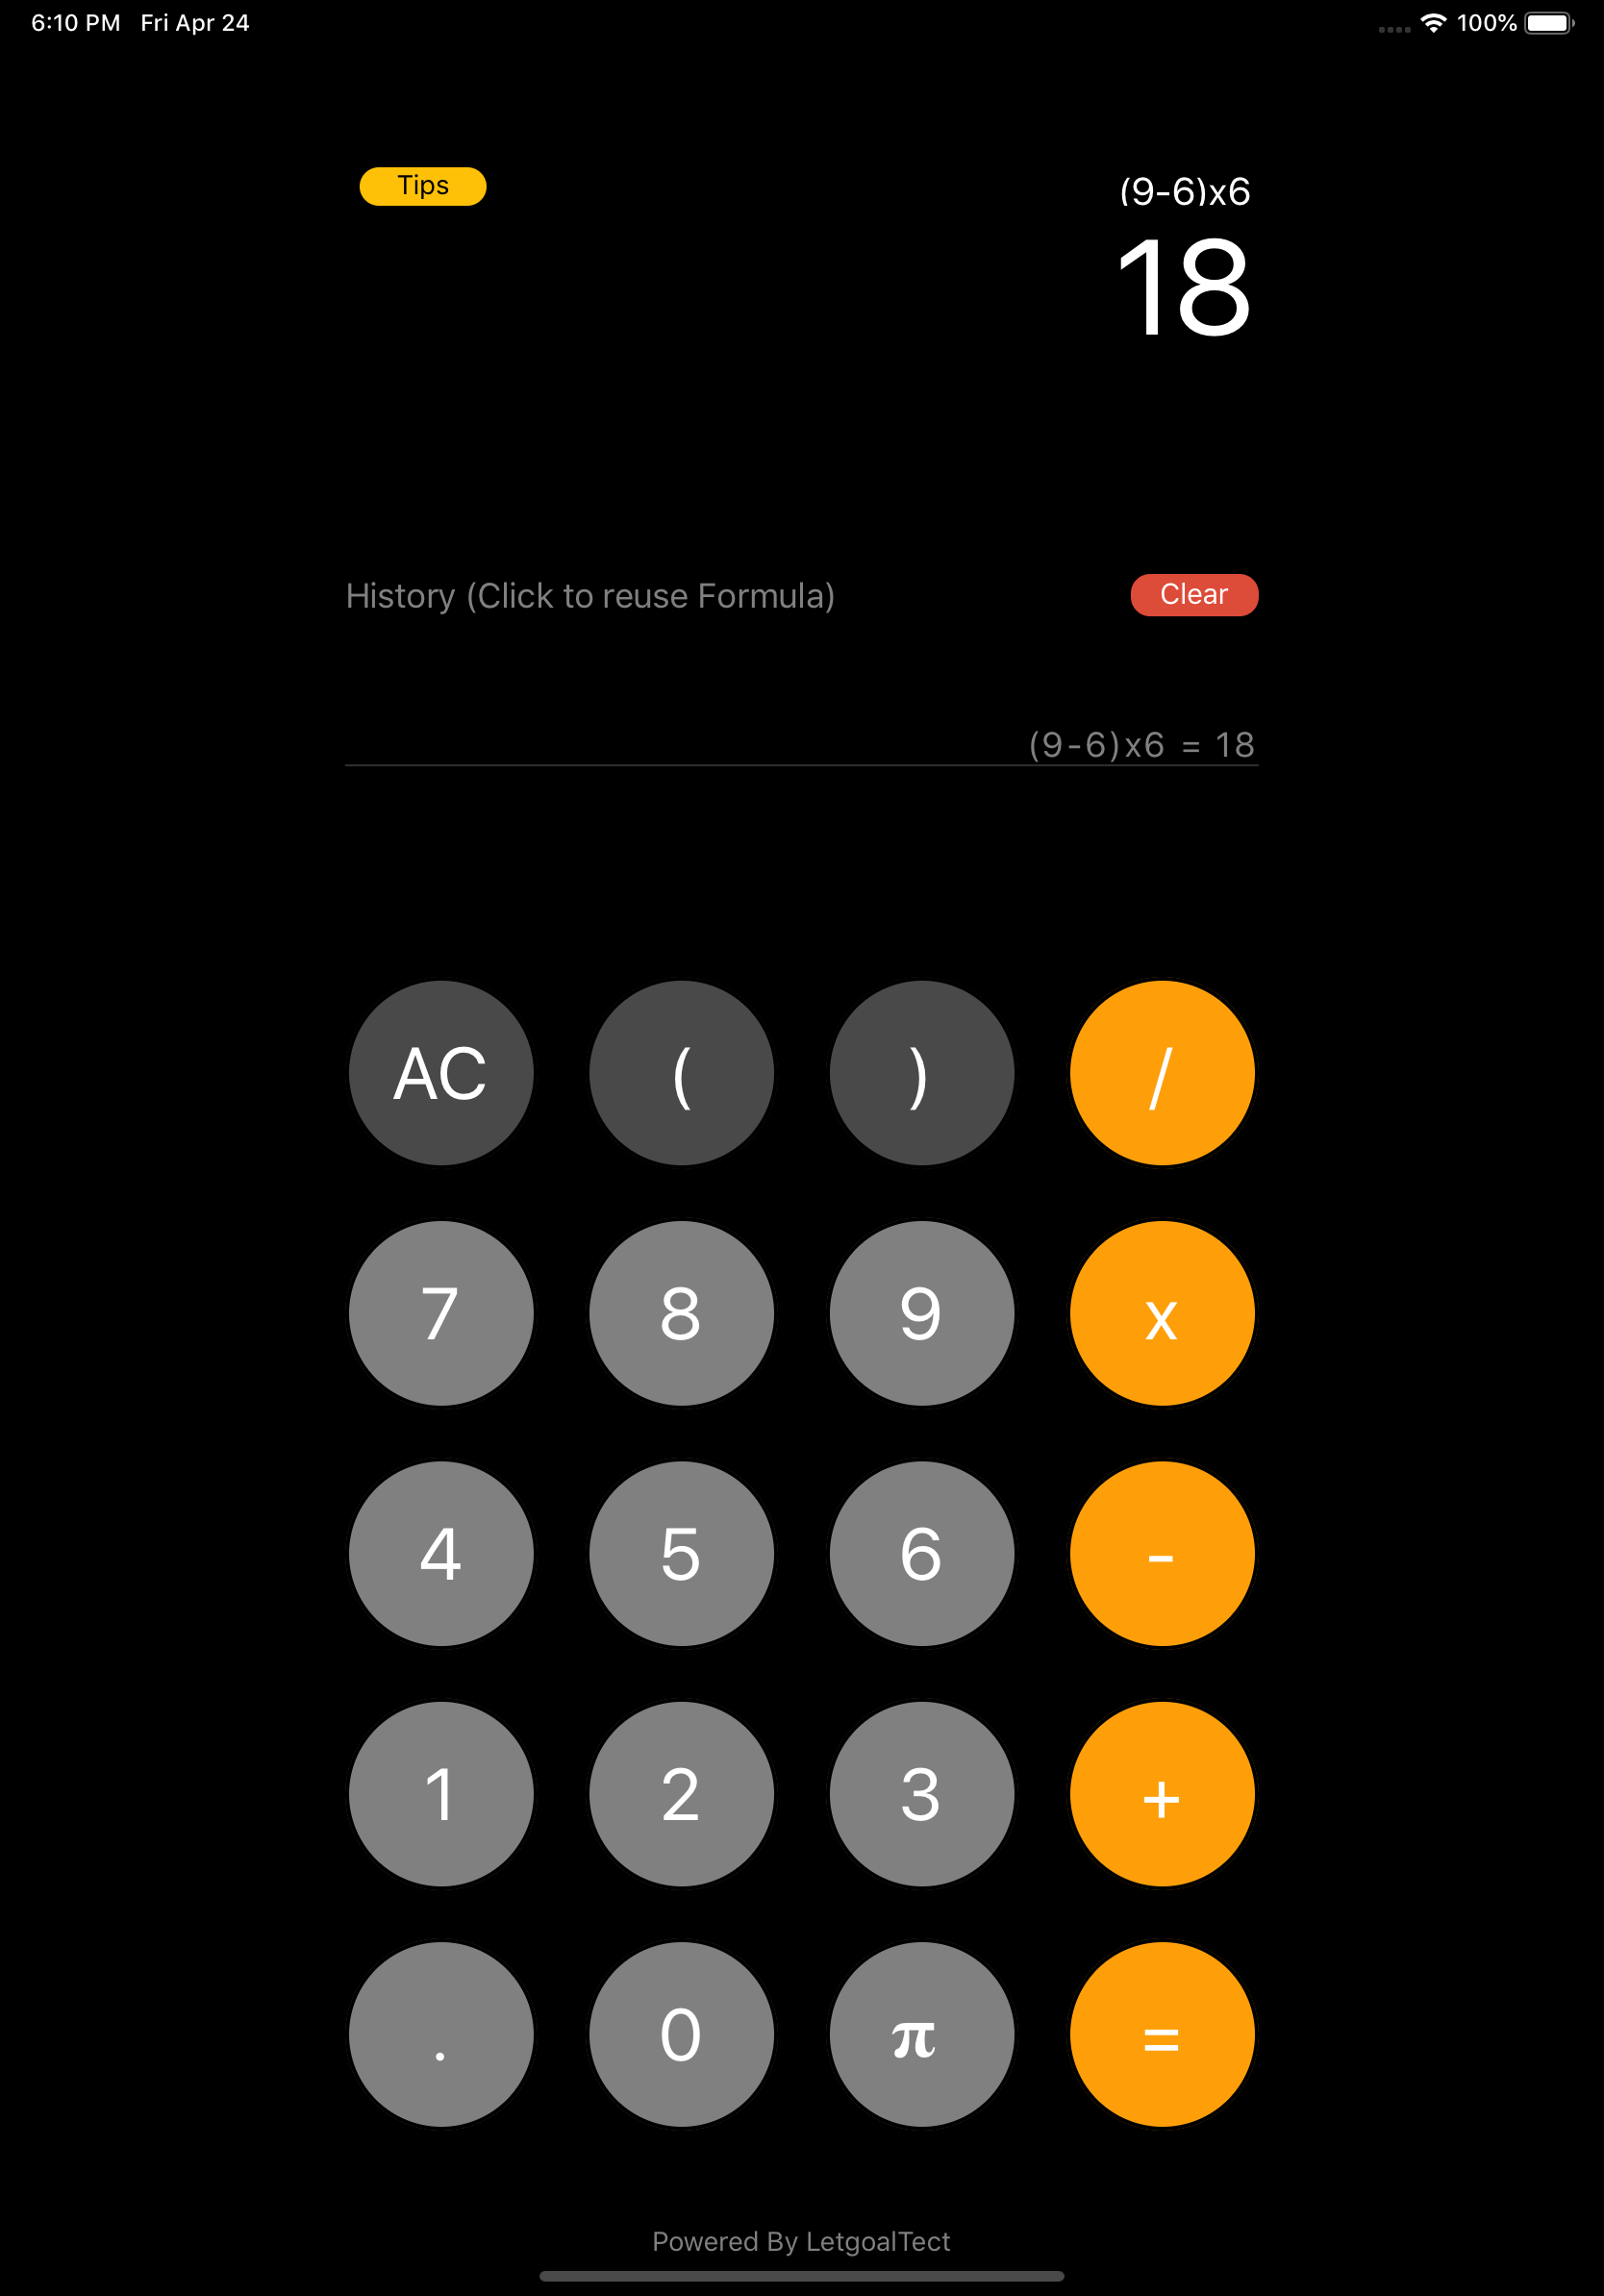 6:10 PM Fri Apr 24 100%
Tips (9-6)x6
18
History (Click to reuse Formula) Clear
(9-6)x6 = 18
AC ( ) /
7 8 9 x
4 5 6 -
1 2 3 +
. 0 π =
Powered By LetgoalTect